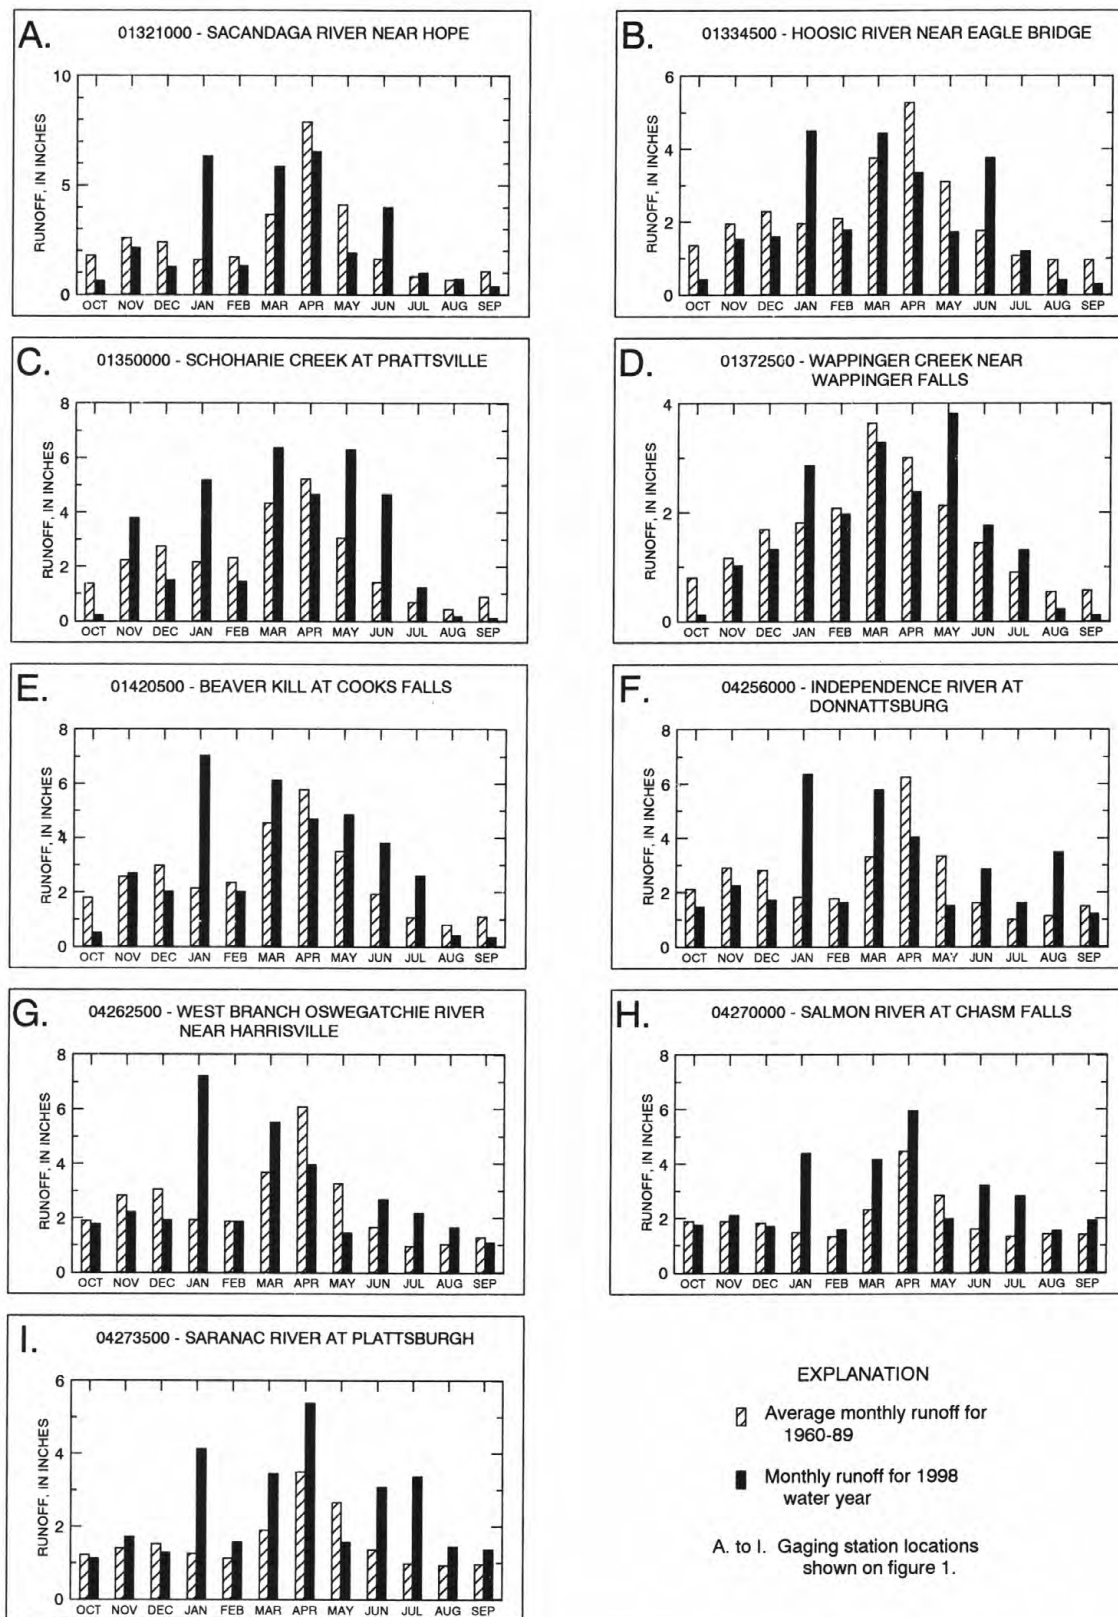 A.
01321000 - SACANDAGA RIVER NEAR HOPE
RUNOFF, IN INCHES
10
5
0
OCT NOV DEC JAN FEB MAR APR MAY JUN JUL AUG SEP
B.
01334500 - HOOSIC RIVER NEAR EAGLE BRIDGE
RUNOFF, IN INCHES
6
4
2
0
OCT NOV DEC JAN FEB MAR APR MAY JUN JUL AUG SEP
C.
01350000 - SCHOHARIE CREEK AT PRATTSVILLE
RUNOFF, IN INCHES
8
6
4
2
0
OCT NOV DEC JAN FEB MAR APR MAY JUN JUL AUG SEP
D.
01372500 - WAPPINGER CREEK NEAR
WAPPINGER FALLS
RUNOFF, IN INCHES
4
2
0
OCT NOV DEC JAN FEB MAR APR MAY JUN JUL AUG SEP
E.
01420500 - BEAVER KILL AT COOKS FALLS
RUNOFF, IN INCHES
8
6
4
2
0
OCT NOV DEC JAN FEB MAR APR MAY JUN JUL AUG SEP
F.
04256000 - INDEPENDENCE RIVER AT
DONNATTSBURG
RUNOFF, IN INCHES
8
6
4
2
0
OCT NOV DEC JAN FEB MAR APR MAY JUN JUL AUG SEP
G.
04262500 - WEST BRANCH OSWEGATCHIE RIVER
NEAR HARRISVILLE
RUNOFF, IN INCHES
8
6
4
2
0
OCT NOV DEC JAN FEB MAR APR MAY JUN JUL AUG SEP
H.
04270000 - SALMON RIVER AT CHASM FALLS
RUNOFF, IN INCHES
8
6
4
2
0
OCT NOV DEC JAN FEB MAR APR MAY JUN JUL AUG SEP
I.
04273500 - SARANAC RIVER AT PLATTSBURGH
RUNOFF, IN INCHES
6
4
2
0
OCT NOV DEC JAN FEB MAR APR MAY JUN JUL AUG SEP
EXPLANATION
Average monthly runoff for
1960-89
Monthly runoff for 1998
water year
A. to I. Gaging station locations
shown on figure 1.